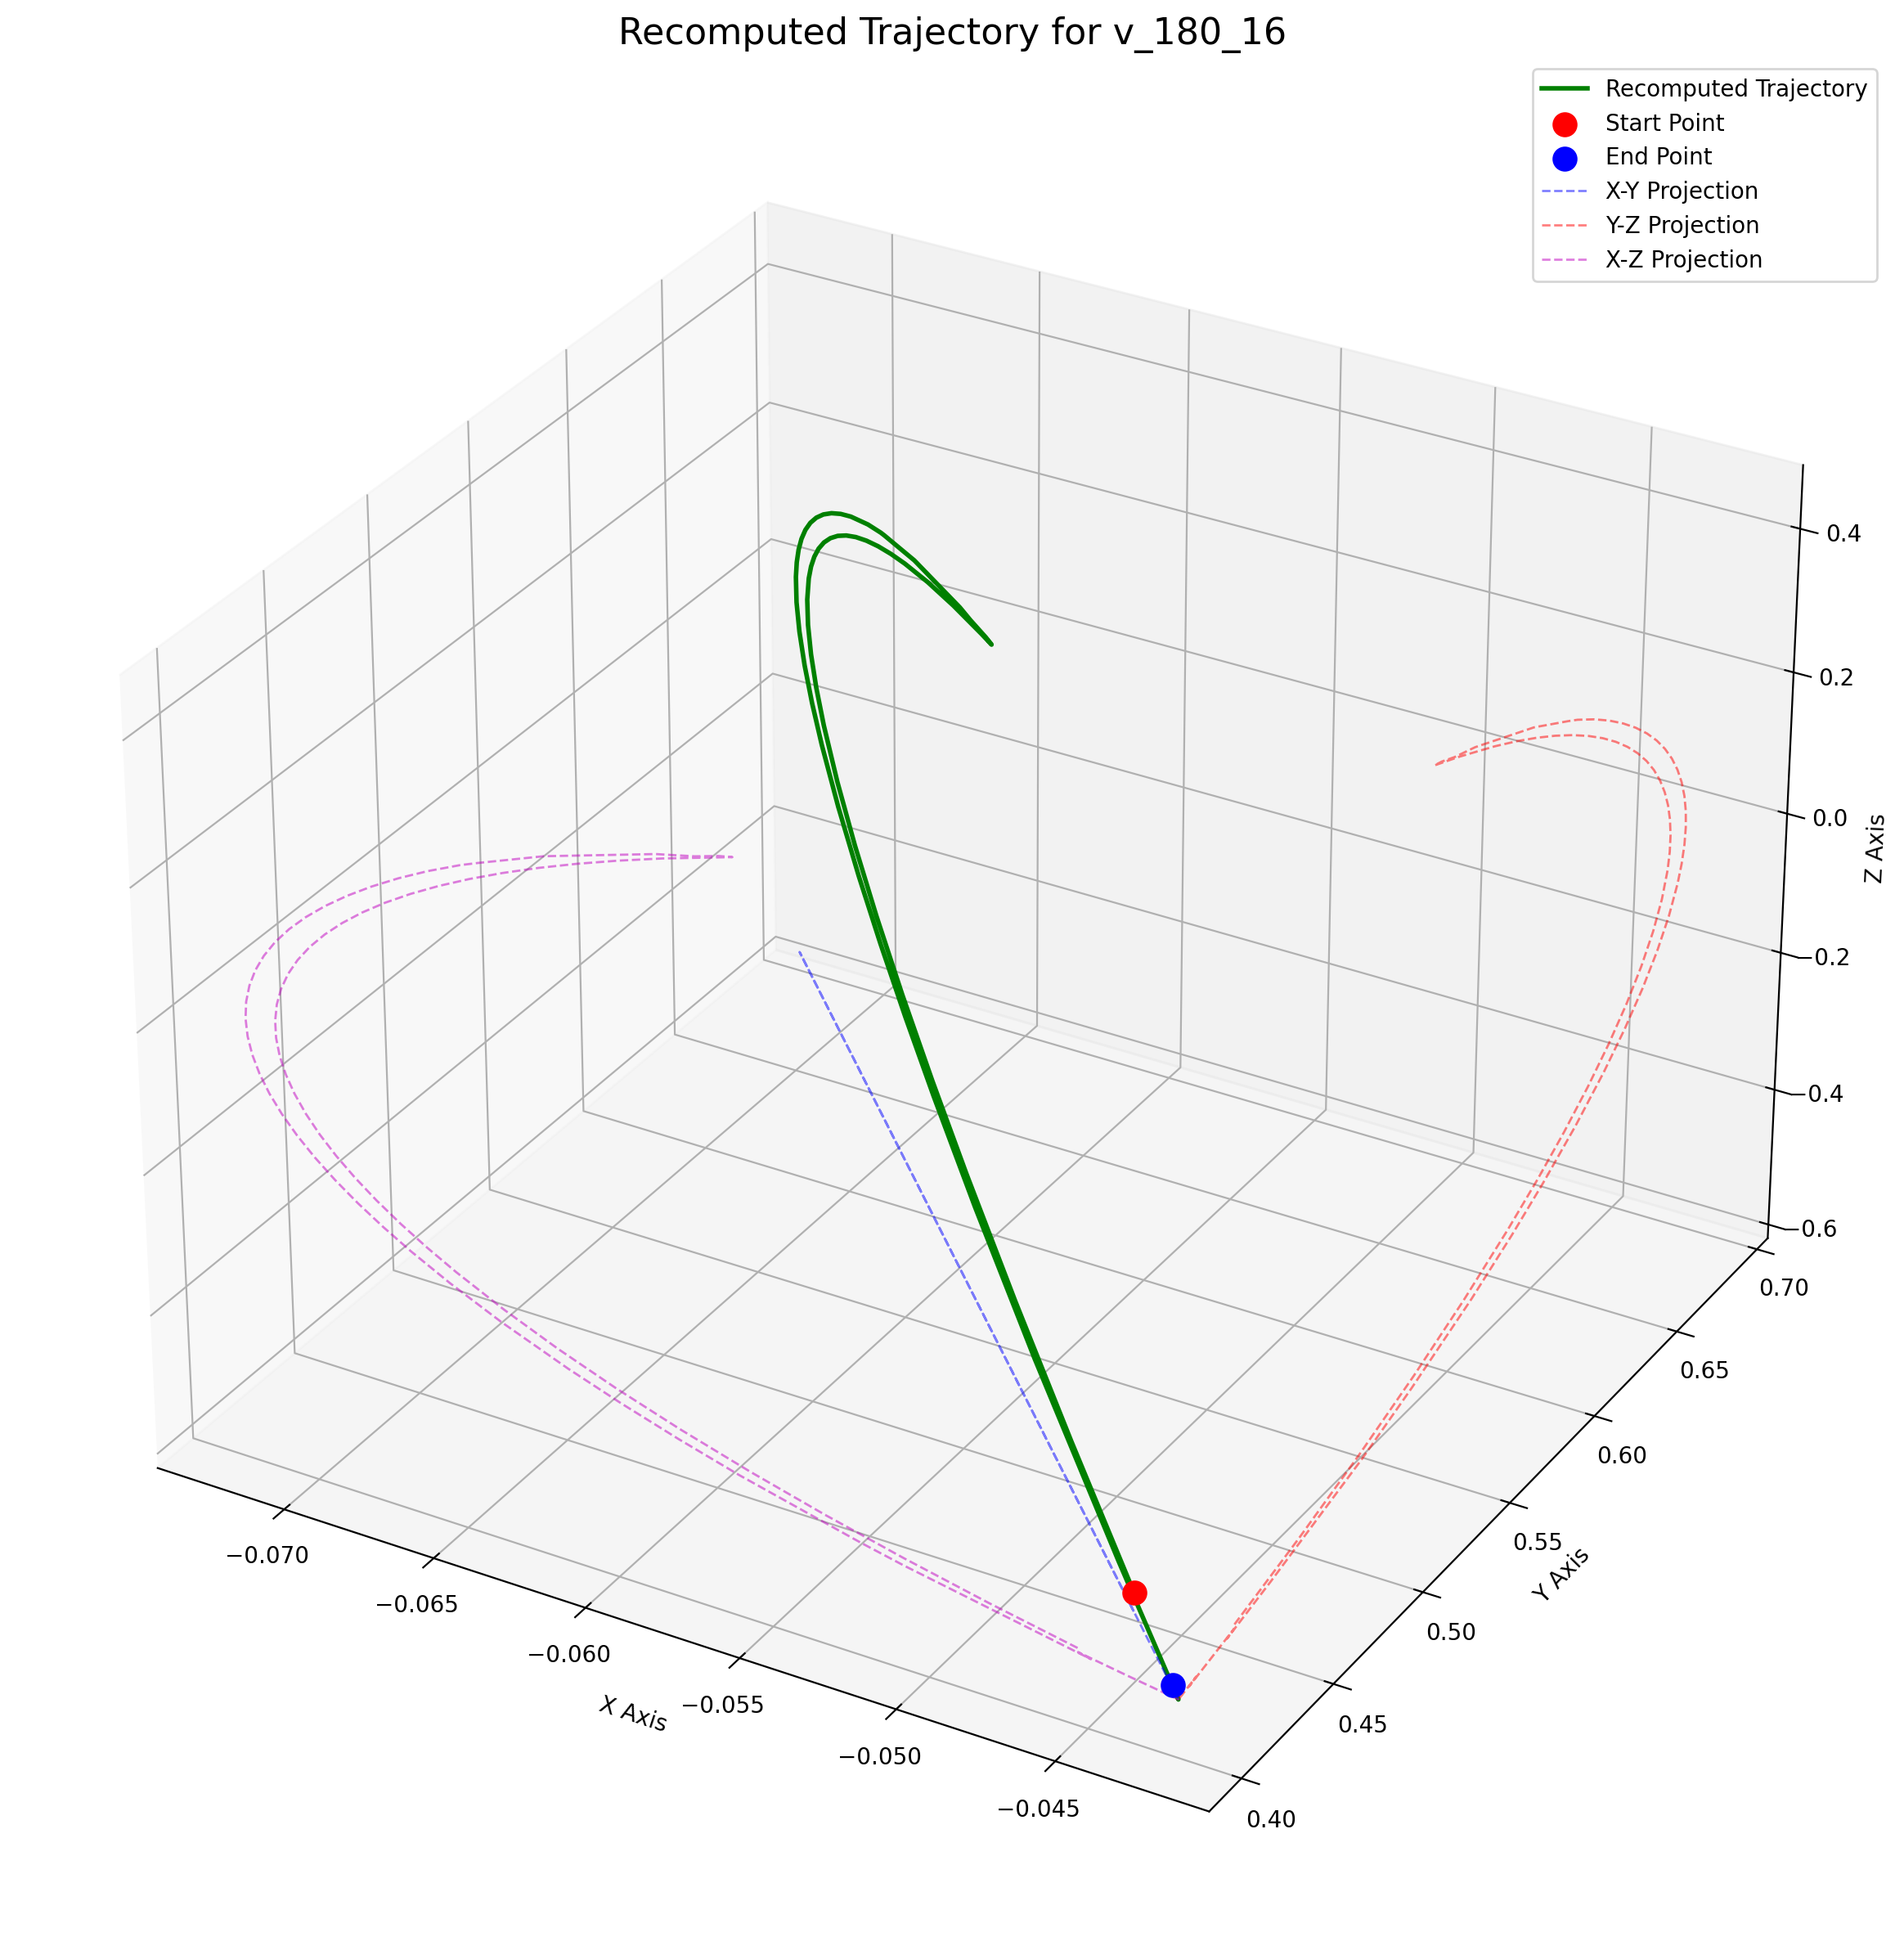 Recomputed Trajectory for v_180_16
Recomputed Trajectory
Start Point
End Point
X-Y Projection
Y-Z Projection
X-Z Projection
0.4
0.2
0.0
−0.2
−0.4
−0.6
Z Axis
0.70
0.65
0.60
0.55
0.50
0.45
0.40
Y Axis
−0.070
−0.065
−0.060
−0.055
−0.050
−0.045
X Axis